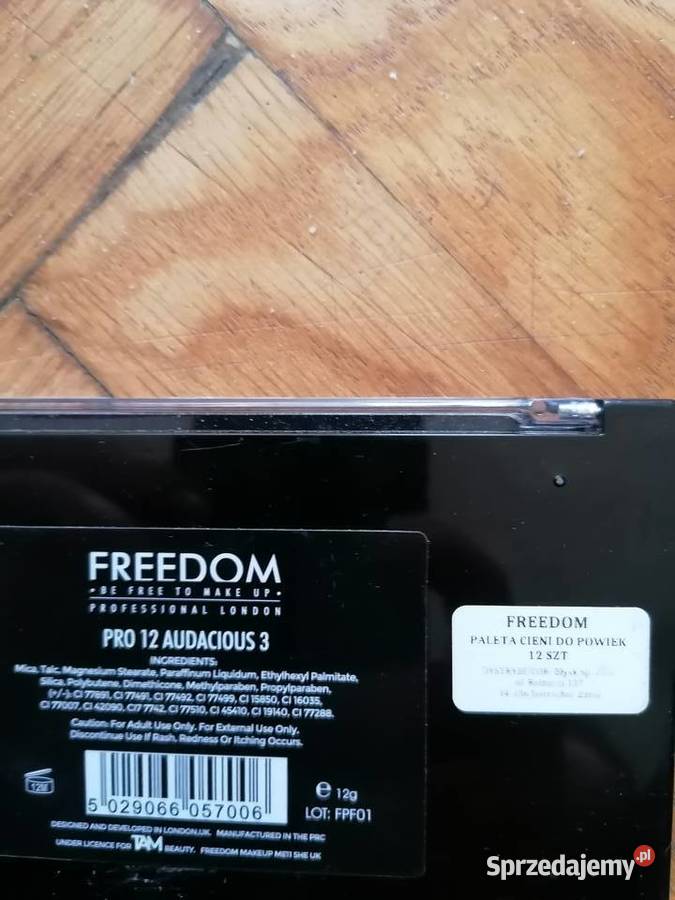 FREEDOM
• BE FREE TO MAKE UP •
PROFESSIONAL LONDON
PRO 12 AUDACIOUS 3
INGREDIENTS:
Mica, Talc, Magnesium Stearate, Paraffinum Liquidum, Ethylhexyl Palmitate,
Silica, Polybutene, Dimethicone, Methylparaben, Propylparaben,
(+/-): CI 77891, CI 77491, CI 77492, CI 77499, CI 15850, CI 16035,
CI 77007, CI 42090, CI7 7742, CI 77510, CI 45410, CI 19140, CI 77288.
Caution: For Adult Use Only. For External Use Only.
Discontinue Use If Rash, Redness Or Itching Occurs.
12M
5 029066 057006
e 12g
LOT: FPF01
DESIGNED AND DEVELOPED IN LONDON.UK. MANUFACTURED IN THE PRC
UNDER LICENCE FOR TAM BEAUTY. FREEDOM MAKEUP ME11 5HE UK
FREEDOM
PALETA CIENI DO POWIEK
12 SZT
Sprzedajemy.pl